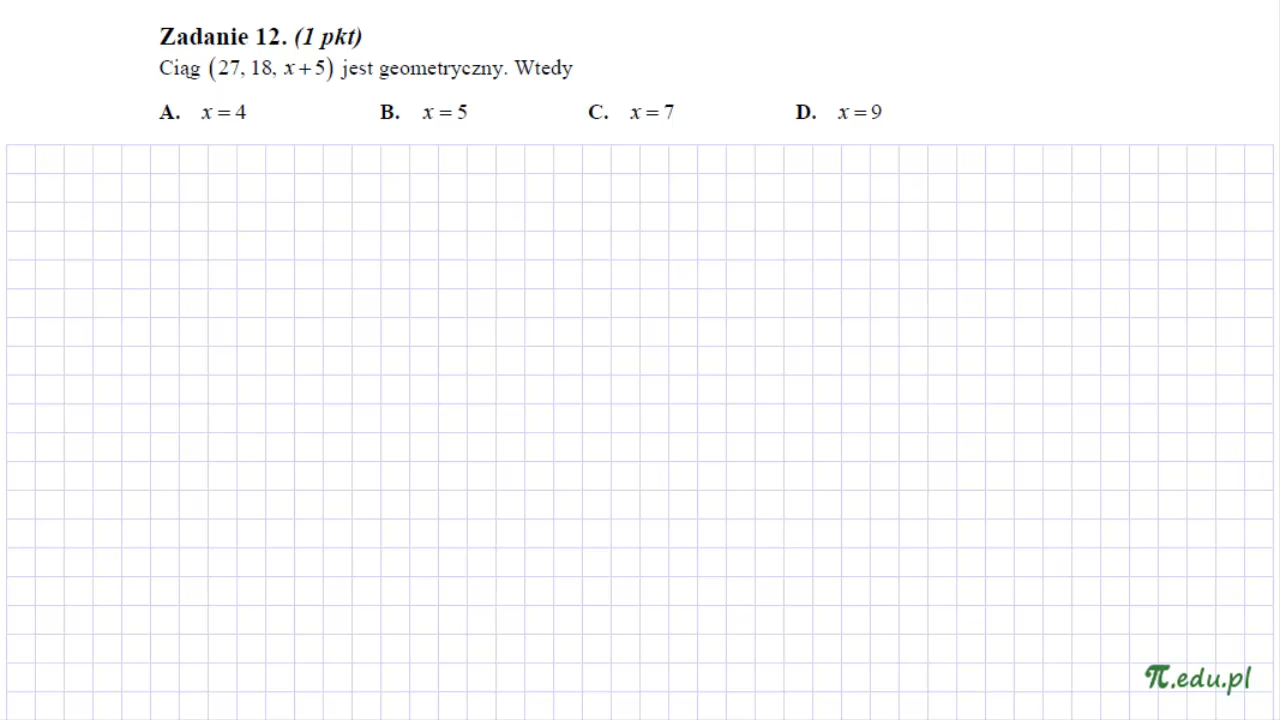 Zadanie 12. (1 pkt)
Ciąg (27, 18, x + 5) jest geometryczny. Wtedy
A. x = 4 B. x = 5 C. x = 7 D. x = 9
π.edu.pl